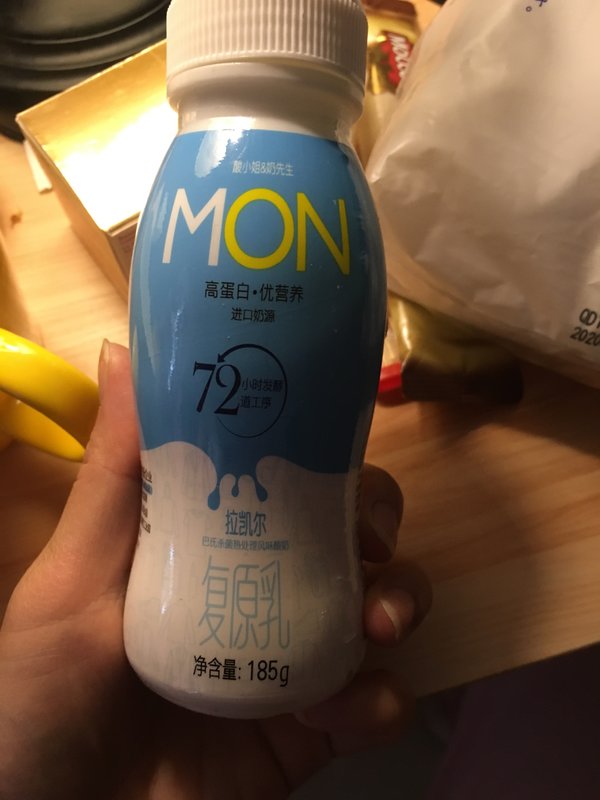 酸小姐&奶先生
MON
高蛋白·优营养
进口奶源
72
小时发酵
道工序
拉凯尔
巴氏杀菌热处理风味酸奶
复原乳
净含量: 185g
2020